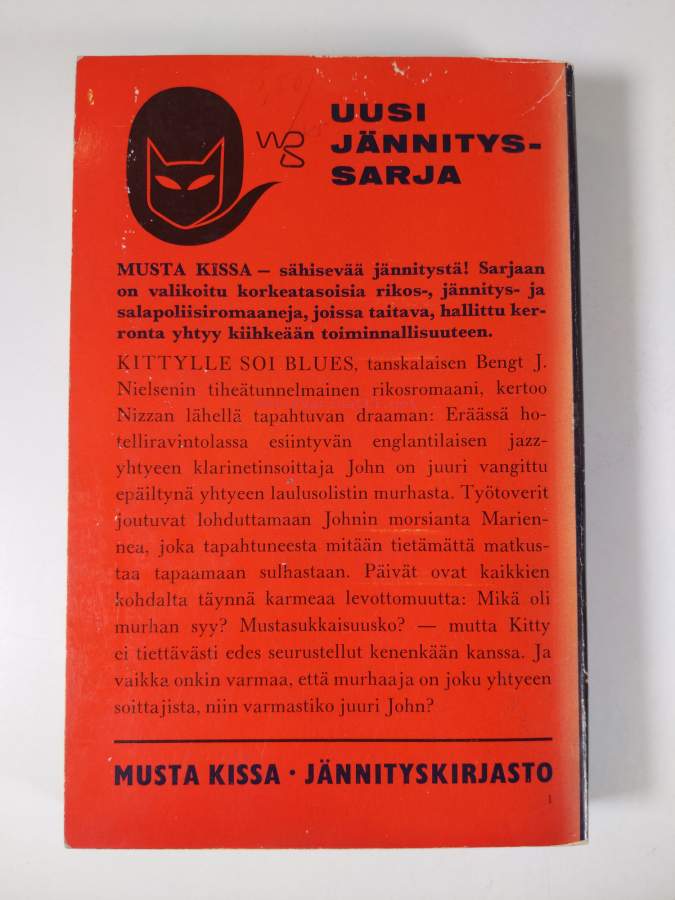 UUSI
JÄNNITYS-
SARJA
MUSTA KISSA — sähisevää jännitystä! Sarjaan
on valikoitu korkeatasoisia rikos-, jännitys- ja
salapoliisiromaaneja, joissa taitava, hallittu ker-
ronta yhtyy kiihkeään toiminnallisuuteen.
KITTYLLE SOI BLUES, tanskalaisen Bengt J.
Nielsenin tiheätunnelmainen rikosromaani, kertoo
Nizzan lähellä tapahtuvan draaman: Eräässä ho-
telliravintolassa esiintyvän englantilaisen jazz-
yhtyeen klarinetinsoittaja John on juuri vangittu
epäiltynä yhtyeen laulusolistin murhasta. Työtoverit
joutuvat lohduttamaan Johnin morsianta Marien-
nea, joka tapahtuneesta mitään tietämättä matkus-
taa tapaamaan sulhastaan. Päivät ovat kaikkien
kohdalta täynnä karmeaa levottomuutta: Mikä oli
murhan syy? Mustasukkaisuusko? — mutta Kitty
ei tiettävästi edes seurustellut kenenkään kanssa. Ja
vaikka onkin varmaa, että murhaaja on joku yhtyeen
soittajista, niin varmastiko juuri John?
MUSTA KISSA · JÄNNITYSKIRJASTO
1